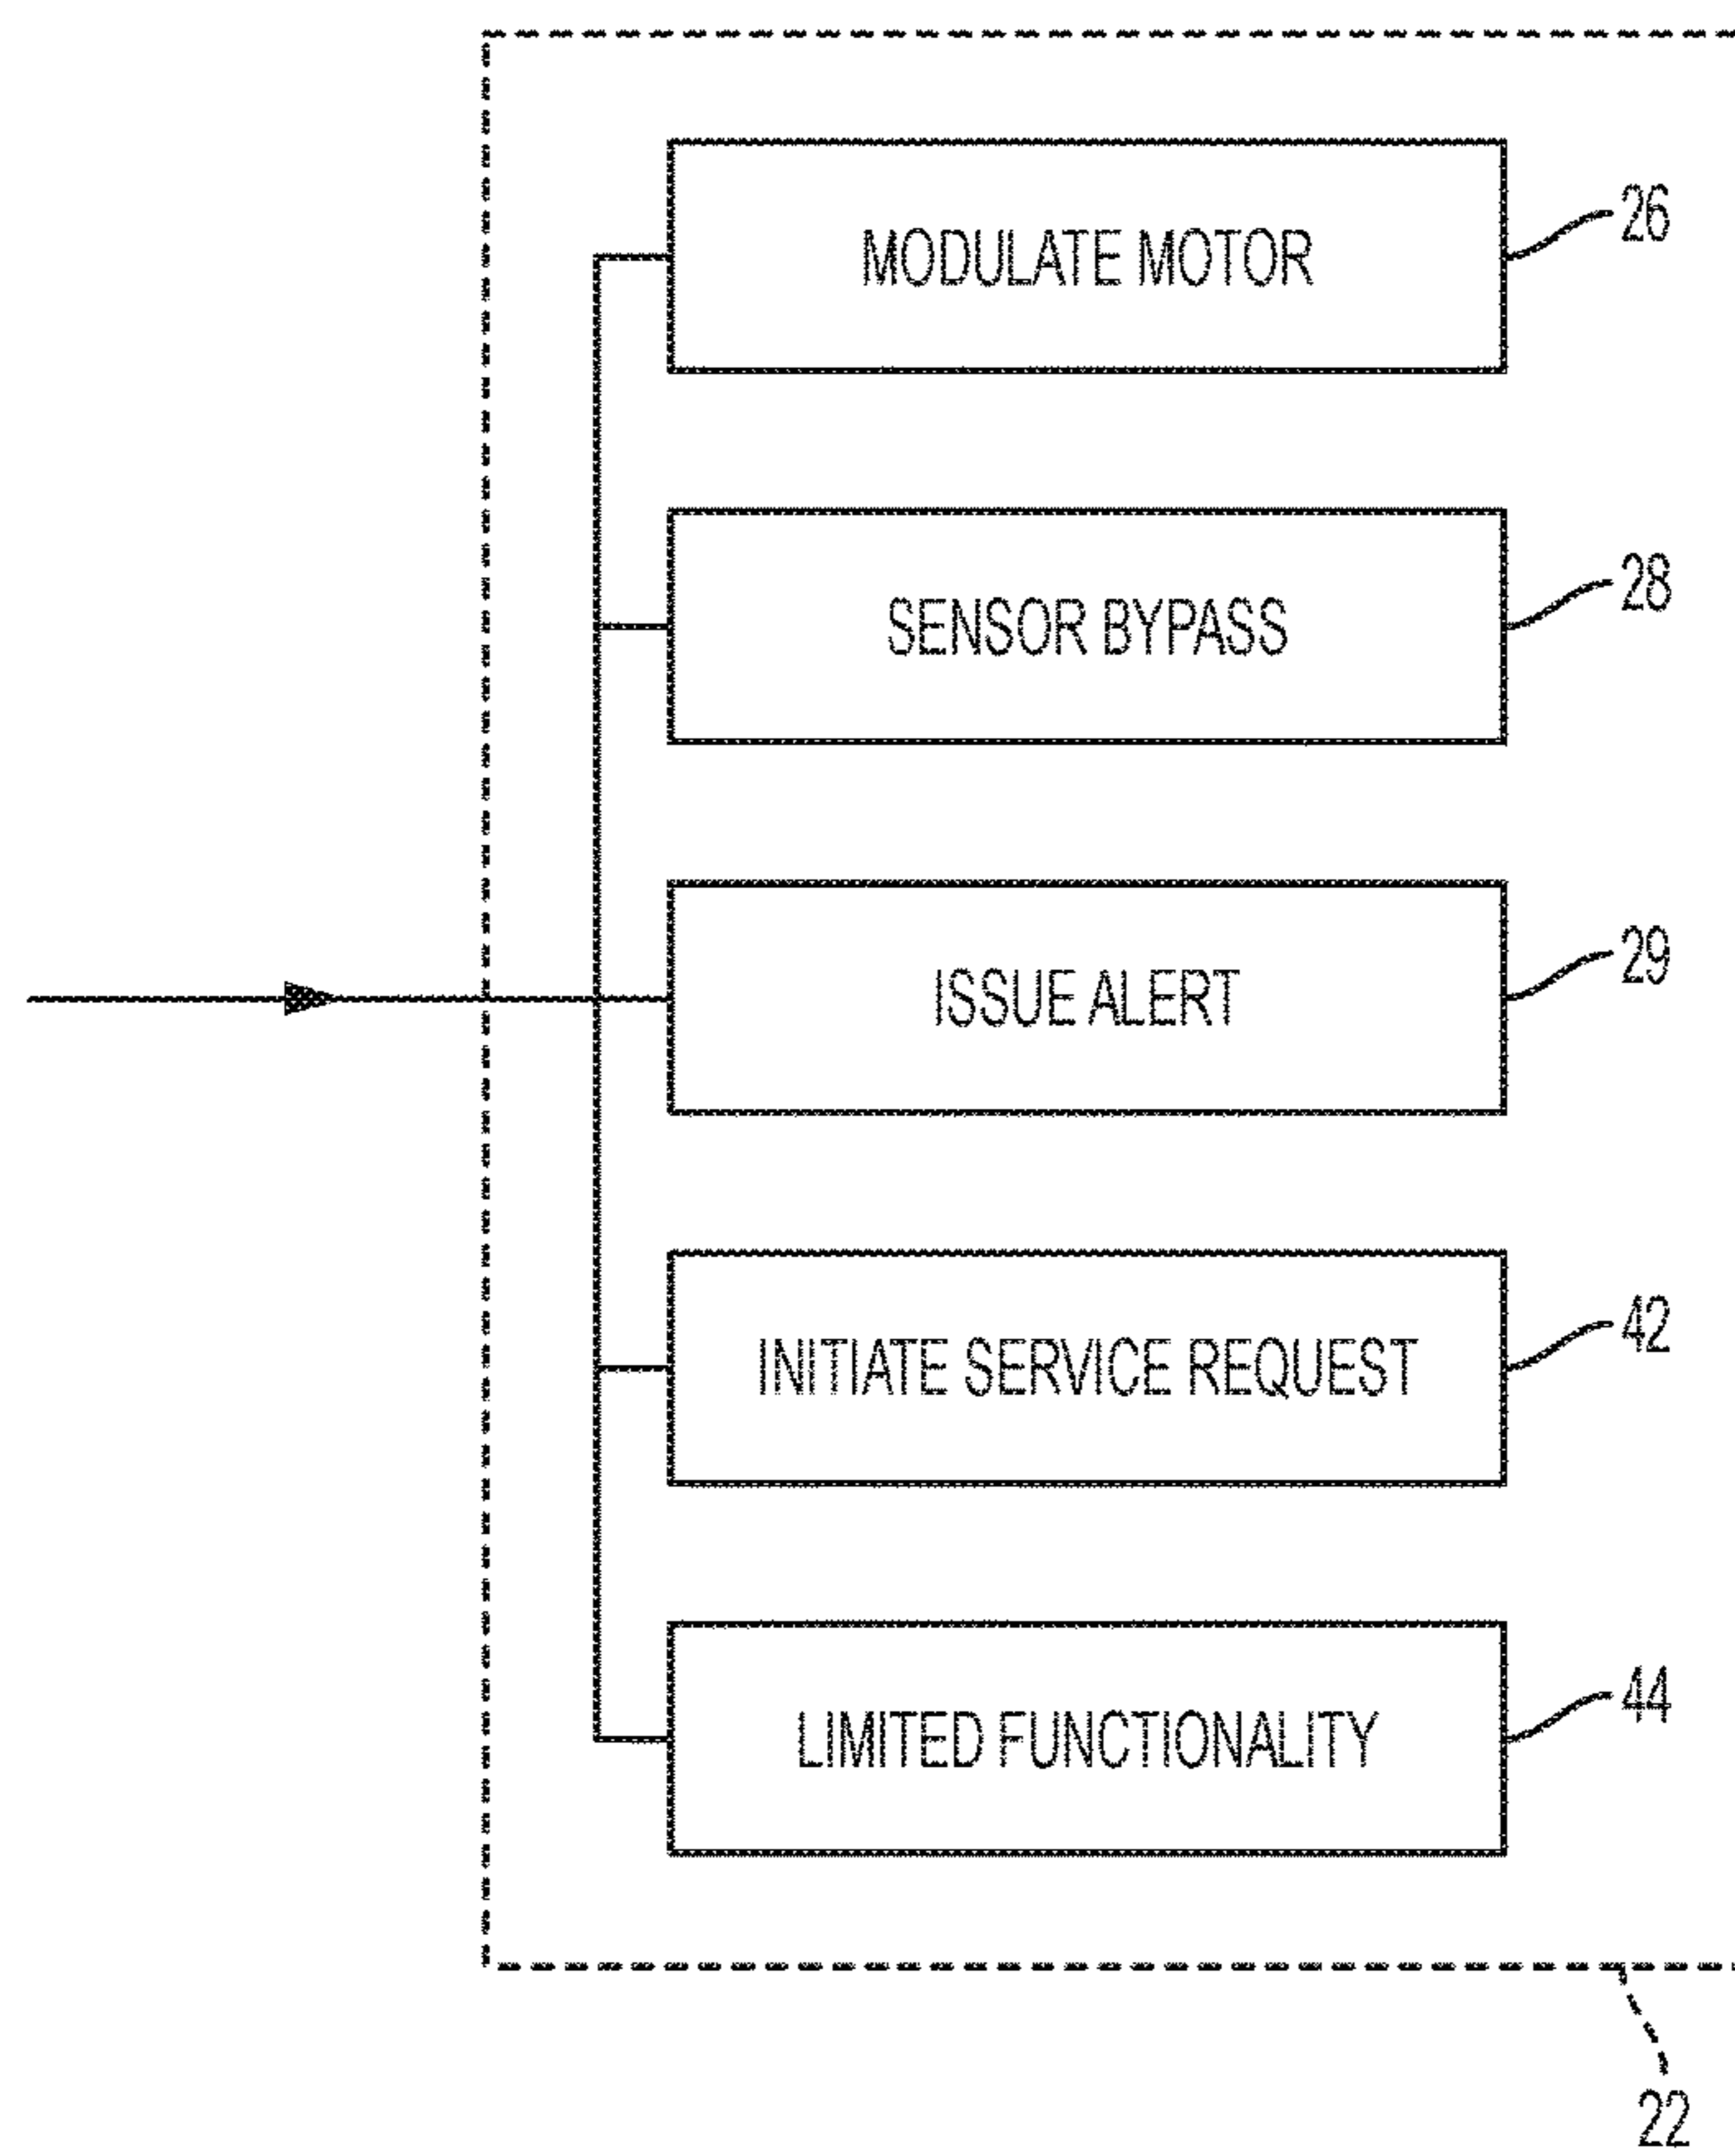 MODULATE MOTOR
26
SENSOR BYPASS
28
ISSUE ALERT
29
INITIATE SERVICE REQUEST
42
LIMITED FUNCTIONALITY
44
22